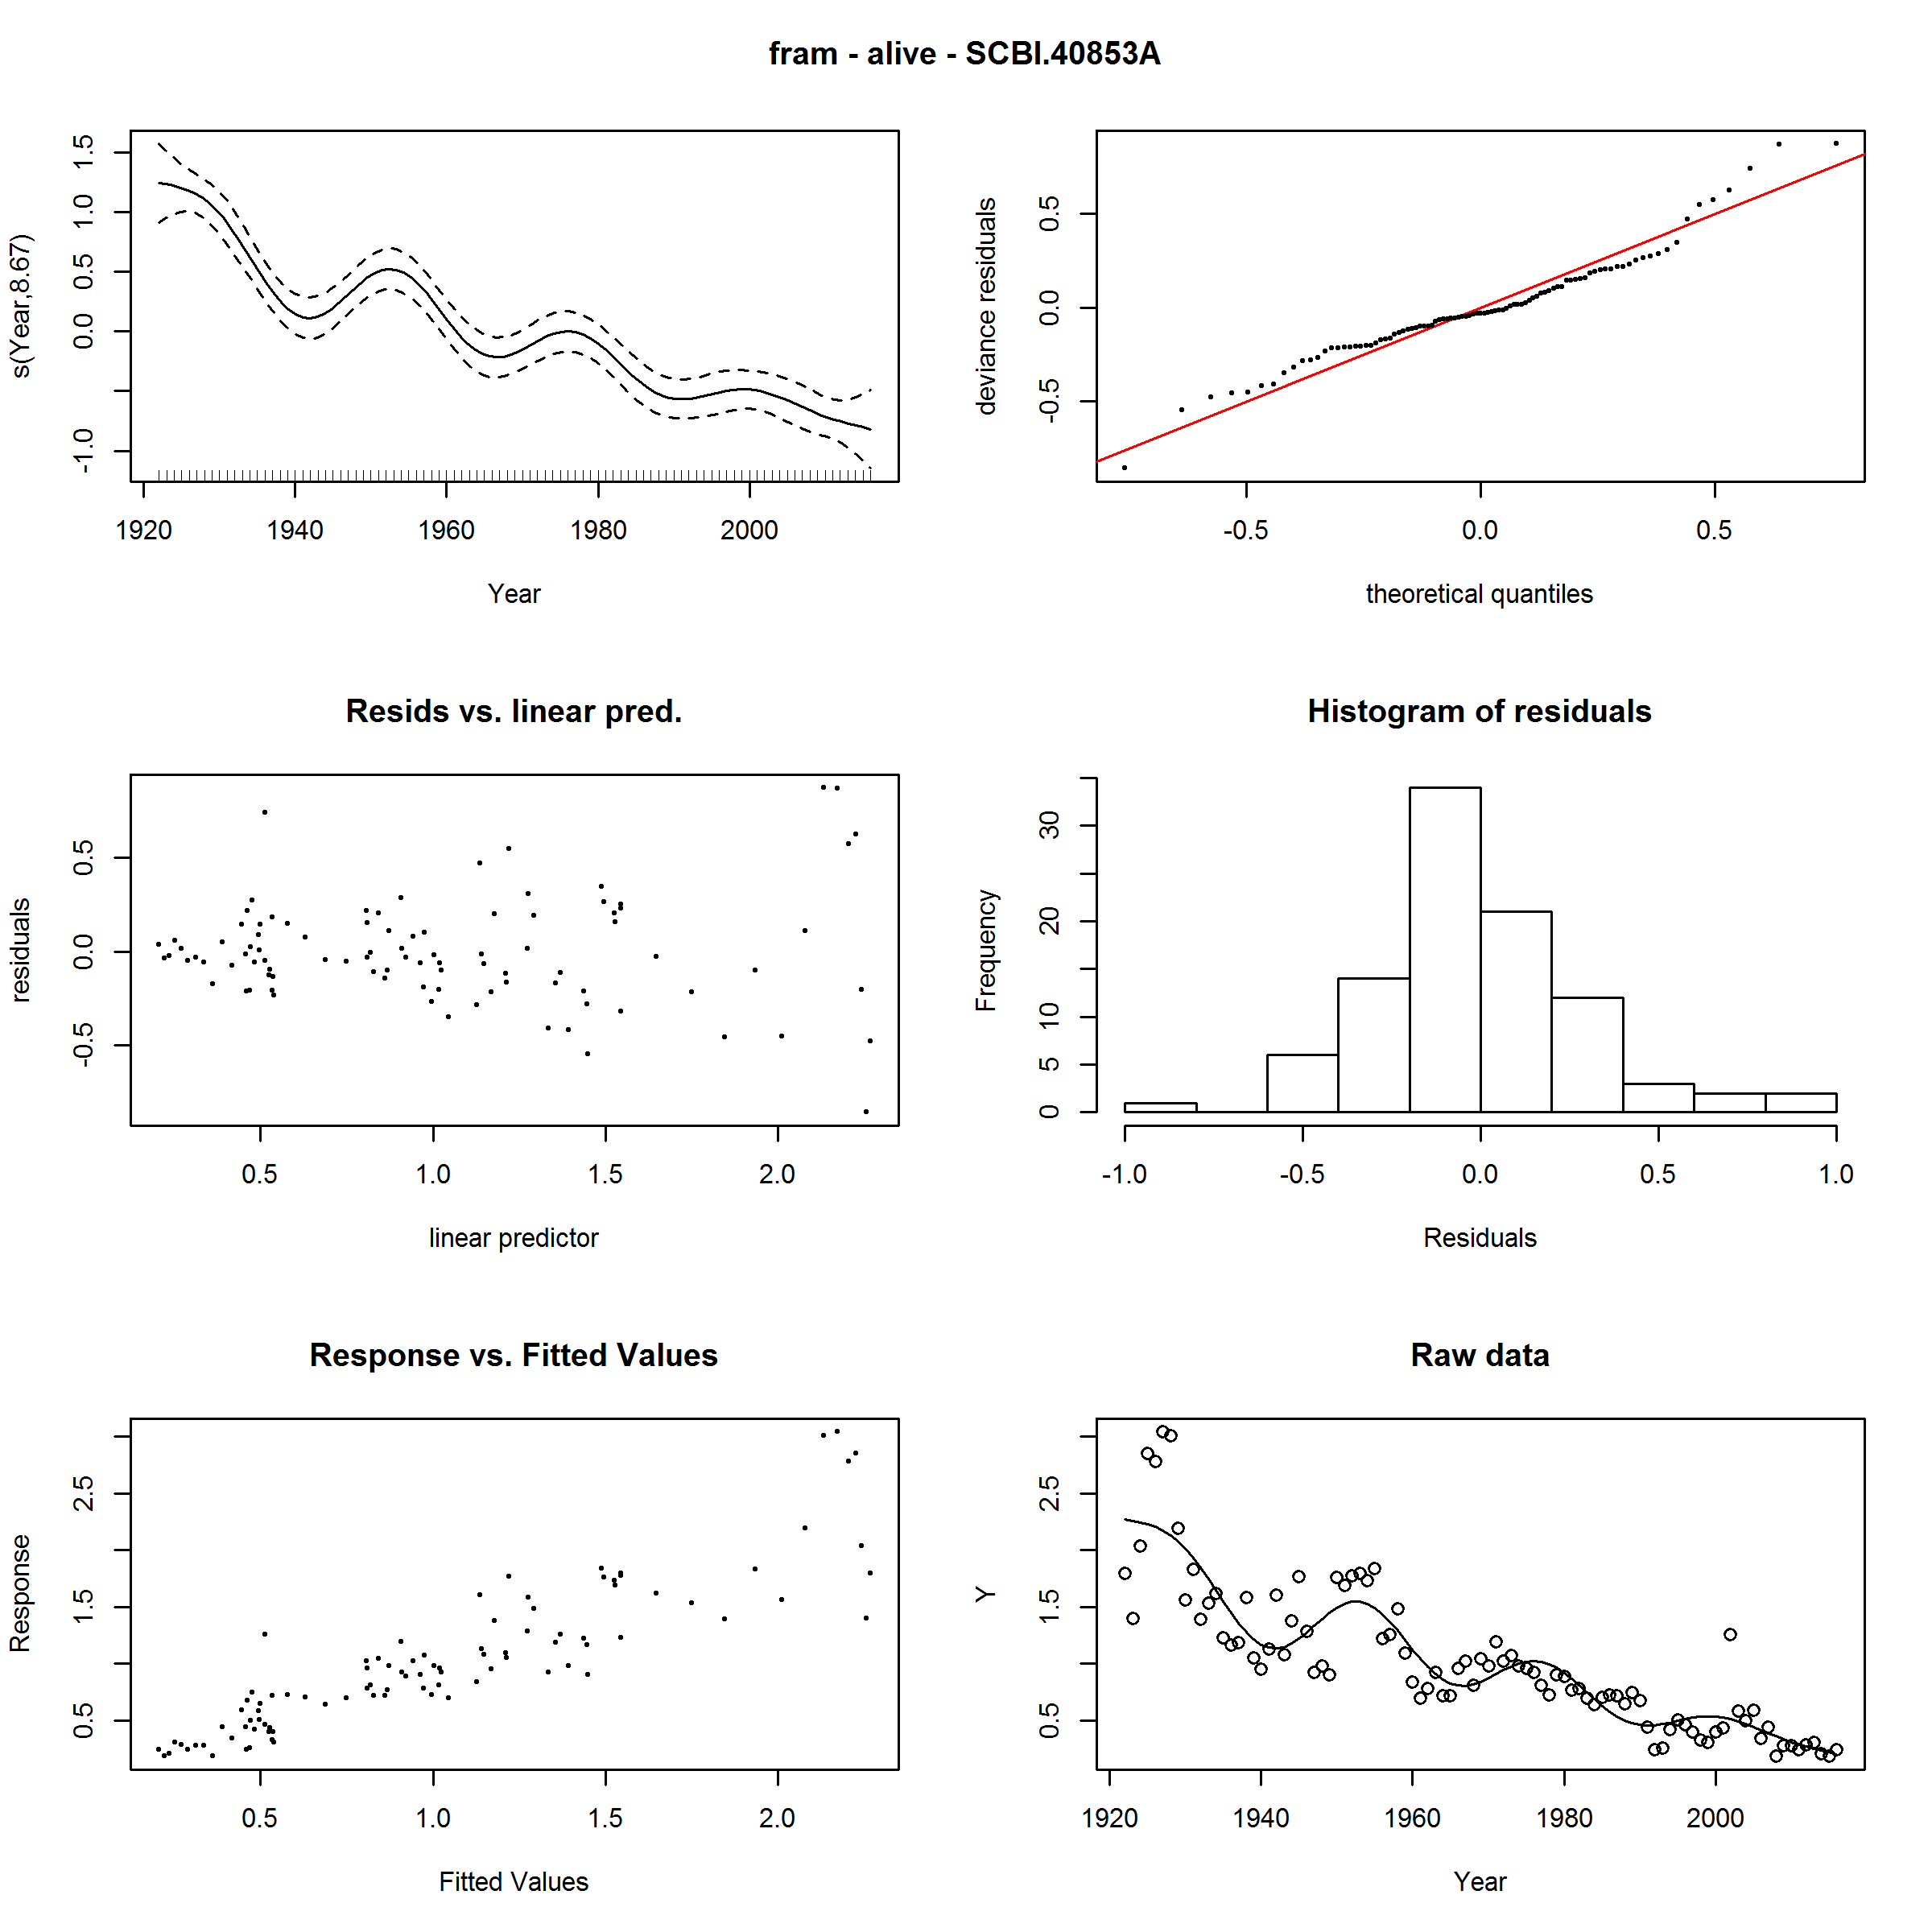 fram - alive - SCBI.40853A
s(Year,8.67)
-1.0 0.0 0.5 1.0 1.5
1920 1940 1960 1980 2000
Year
deviance residuals
-0.5 0.0 0.5
-0.5 0.0 0.5
theoretical quantiles
Resids vs. linear pred.
residuals
-0.5 0.0 0.5
0.5 1.0 1.5 2.0
linear predictor
Histogram of residuals
Frequency
0 5 10 20 30
-1.0 -0.5 0.0 0.5 1.0
Residuals
Response vs. Fitted Values
Response
0.5 1.5 2.5
0.5 1.0 1.5 2.0
Fitted Values
Raw data
Y
0.5 1.5 2.5
1920 1940 1960 1980 2000
Year